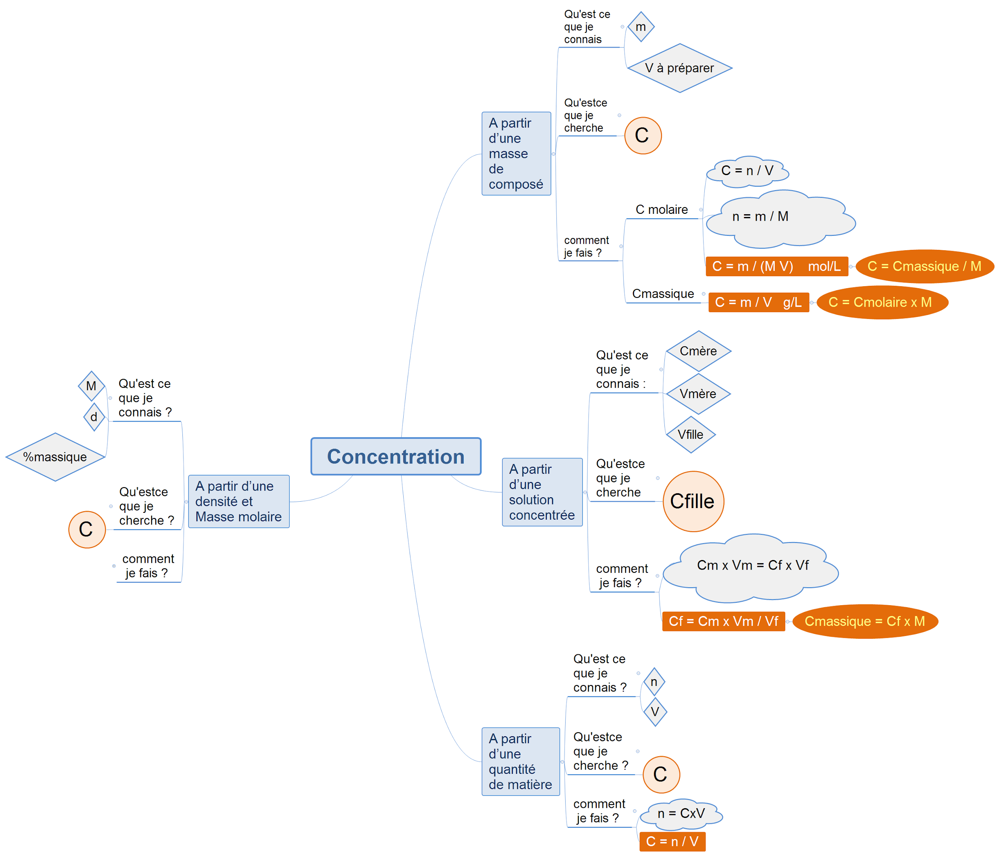 Concentration
A partir
d’une
masse
de
composé
Qu'est ce
que je
connais
m
V à préparer
Qu'estce
que je
cherche
C
comment
je fais ?
C molaire
C = n / V
n = m / M
C = m / (M V) mol/L
C = Cmassique / M
Cmassique
C = m / V g/L
C = Cmolaire x M
A partir
d’une
solution
concentrée
Qu'est ce
que je
connais :
Cmère
Vmère
Vfille
Qu'estce
que je
cherche
Cfille
comment
je fais ?
Cm x Vm = Cf x Vf
Cf = Cm x Vm / Vf
Cmassique = Cf x M
A partir
d’une
quantité
de matière
Qu'est ce
que je
connais ?
n
V
Qu'estce
que je
cherche ?
C
comment
je fais ?
n = CxV
C = n / V
A partir d’une
densité et
Masse molaire
Qu'est ce
que je
connais ?
M
d
%massique
Qu'estce
que je
cherche ?
C
comment
je fais ?